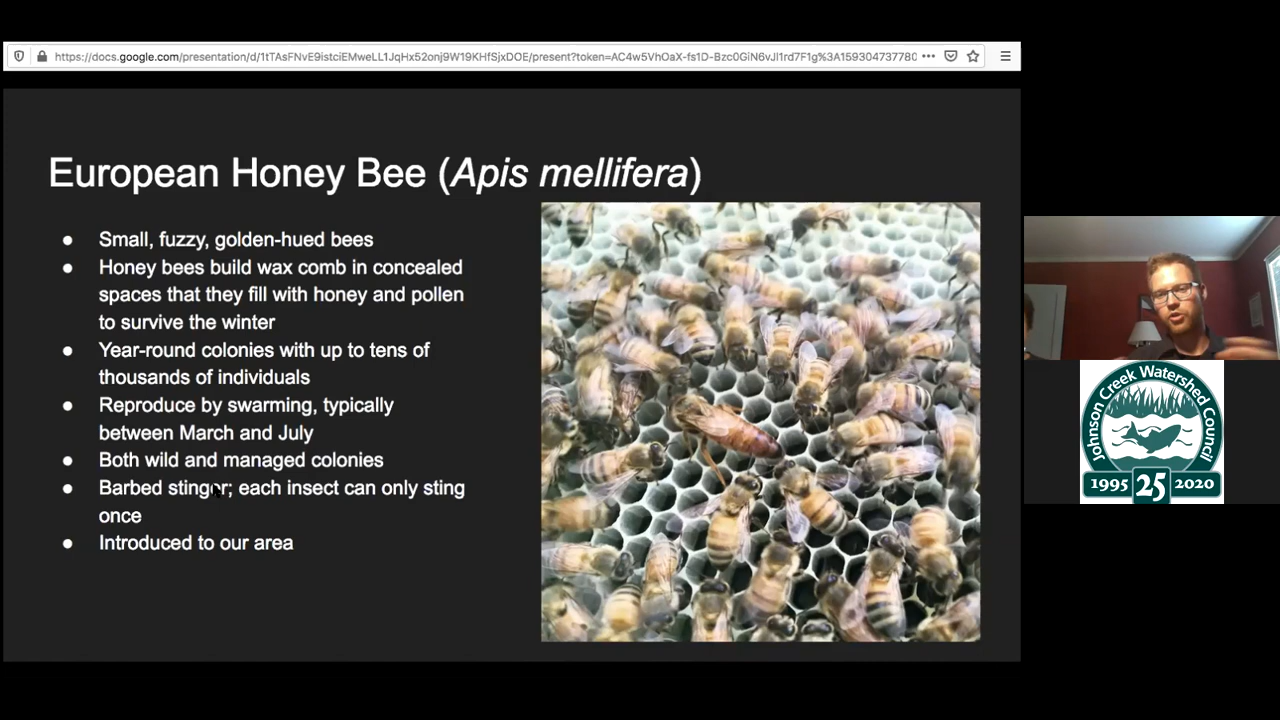 https://docs.google.com/presentation/d/1tTAsFNvE9istciEMweLL1JqHx52onj9W19KHfSjxDOE/present?token=AC4w5VhOaX-fs1D-Bzc0GiN6vJl1rd7F1g%3A1593047377780
European Honey Bee (Apis mellifera)
● Small, fuzzy, golden-hued bees
● Honey bees build wax comb in concealed
spaces that they fill with honey and pollen
to survive the winter
● Year-round colonies with up to tens of
thousands of individuals
● Reproduce by swarming, typically
between March and July
● Both wild and managed colonies
● Barbed stinger; each insect can only sting
once
● Introduced to our area
Johnson Creek Watershed Council
1995 25 2020